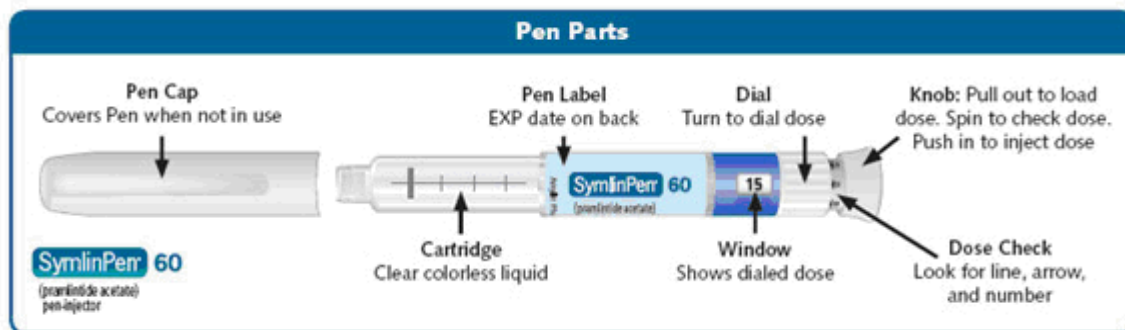 Pen Parts
Pen Cap
Covers Pen when not in use
Pen Label
EXP date on back
Dial
Turn to dial dose
Knob: Pull out to load
dose. Spin to check dose.
Push in to inject dose
SymlinPen 60
(pramlintide acetate)
15
Cartridge
Clear colorless liquid
Window
Shows dialed dose
Dose Check
Look for line, arrow,
and number
SymlinPen 60
(pramlintide acetate)
pen-injector